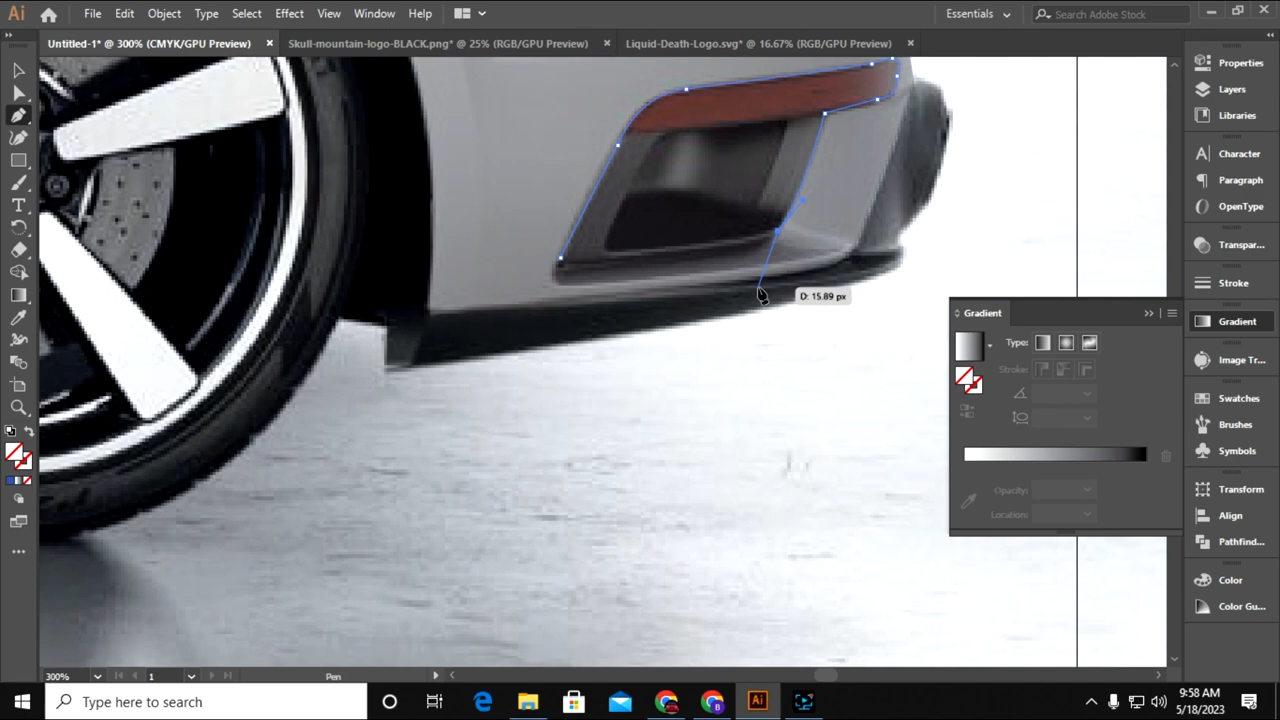 Ai File Edit Object Type Select Effect View Window Help Essentials Search Adobe Stock
Untitled-1* @ 300% (CMYK/GPU Preview) × Skull-mountain-logo-BLACK.png* @ 25% (RGB/GPU Preview) × Liquid-Death-Logo.svg* @ 16.67% (RGB/GPU Preview) ×
Properties
Layers
Libraries
Character
Paragraph
OpenType
Transpar...
Stroke
Gradient
Image Tr...
Swatches
Brushes
Symbols
Transform
Align
Pathfind...
Color
Color Gu...
D: 15.89 px
Gradient
Type:
Stroke:
Opacity:
Location:
300% 1 Pen
Type here to search
Ai
9:58 AM
5/18/2023